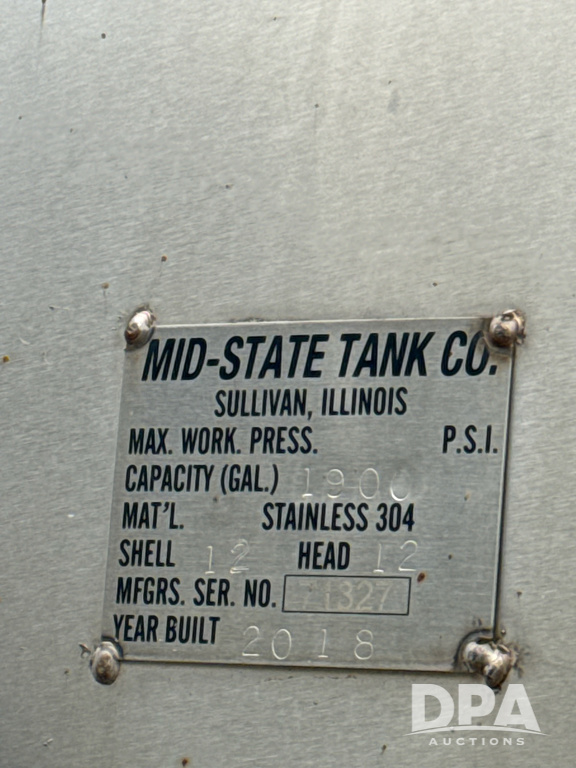 MID-STATE TANK CO.
SULLIVAN, ILLINOIS
MAX. WORK. PRESS. P.S.I.
CAPACITY (GAL.) 1900
MAT'L. STAINLESS 304
SHELL 12 HEAD 12
MFGRS. SER. NO.
YEAR BUILT 2018
DPA
AUCTIONS